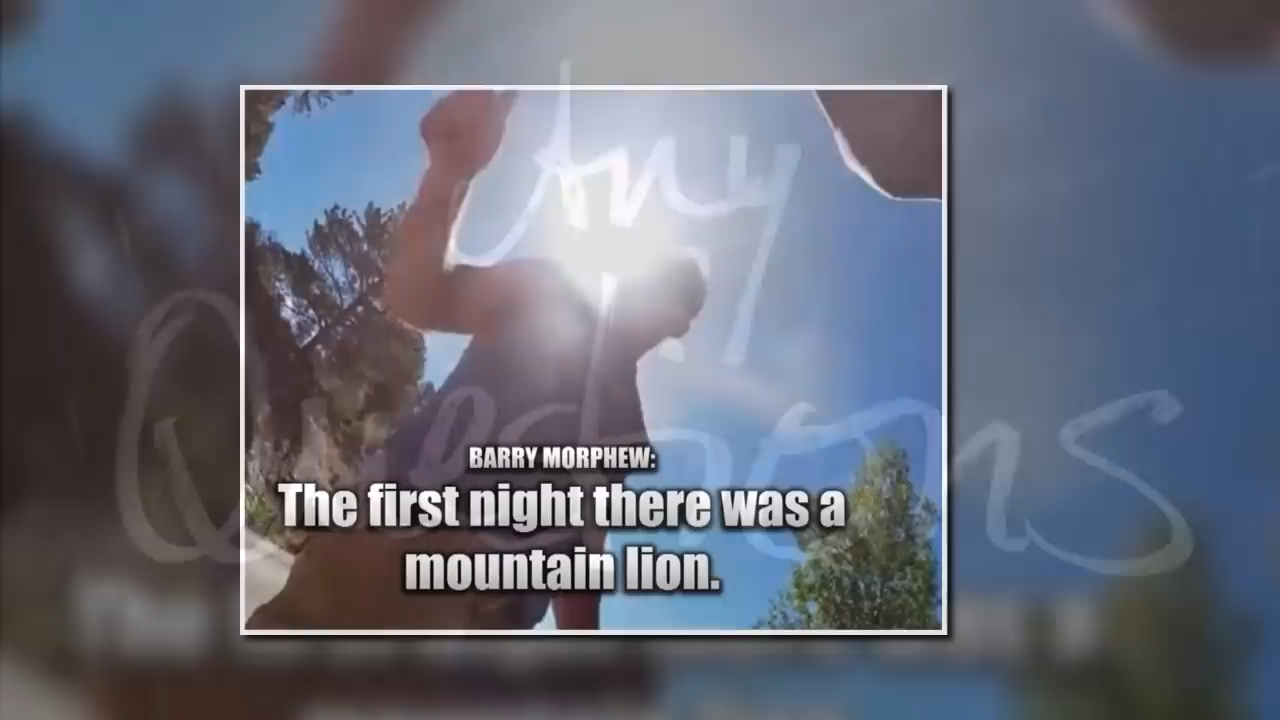 Any
Questions
BARRY MORPHEW:
The first night there was a
mountain lion.